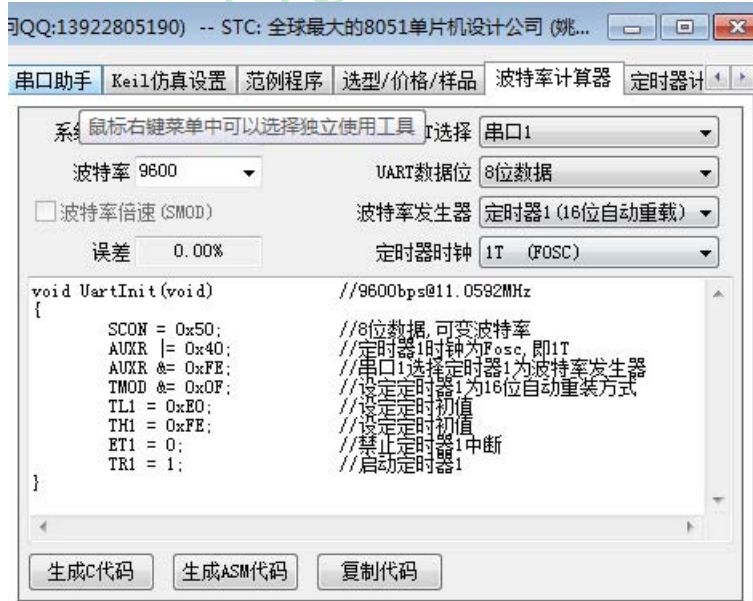 QQ:13922805190) -- STC: 全球最大的8051单片机设计公司 (姚...
串口助手 Keil仿真设置 范例程序 选型/价格/样品 波特率计算器 定时器计
鼠标右键菜单中可以选择独立使用工具 T选择 串口1
波特率 9600 UART数据位 8位数据
波特率倍速(SMOD) 波特率发生器 定时器1(16位自动重载)
误差 0.00% 定时器时钟 1T (FOSC)
void UartInit(void) //9600bps@11.0592MHz
{
SCON = 0x50; //8位数据,可变波特率
AUXR |= 0x40; //定时器1时钟为Fosc,即1T
AUXR &= 0xFE; //串口1选择定时器1为波特率发生器
TMOD &= 0x0F; //设定定时器1为16位自动重装方式
TL1 = 0xE0; //设定定时初值
TH1 = 0xFE; //设定定时初值
ET1 = 0; //禁止定时器1中断
TR1 = 1; //启动定时器1
}
生成C代码 生成ASM代码 复制代码